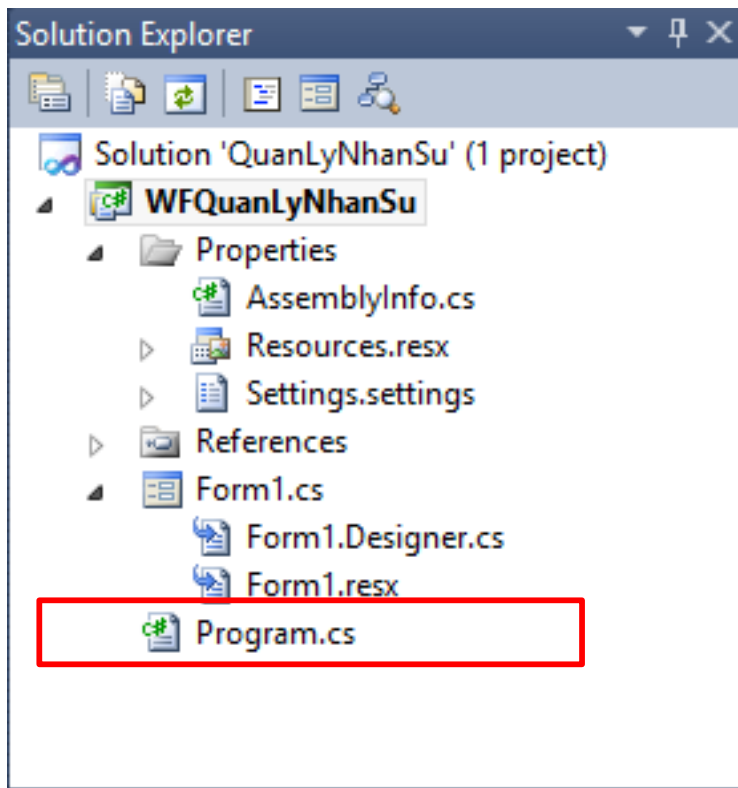 Solution Explorer
Solution 'QuanLyNhanSu' (1 project)
WFQuanLyNhanSu
Properties
AssemblyInfo.cs
Resources.resx
Settings.settings
References
Form1.cs
Form1.Designer.cs
Form1.resx
Program.cs